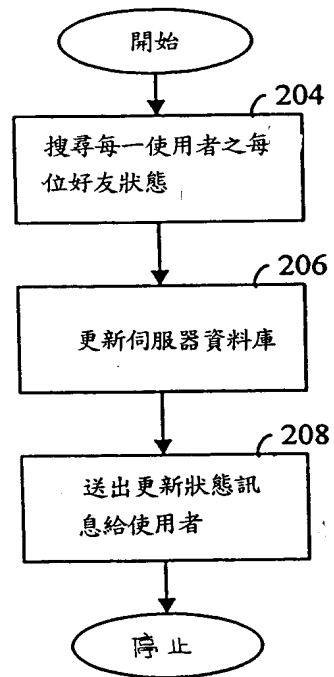 開始
204
搜尋每一使用者之每
位好友狀態
206
更新伺服器資料庫
208
送出更新狀態訊
息給使用者
停止